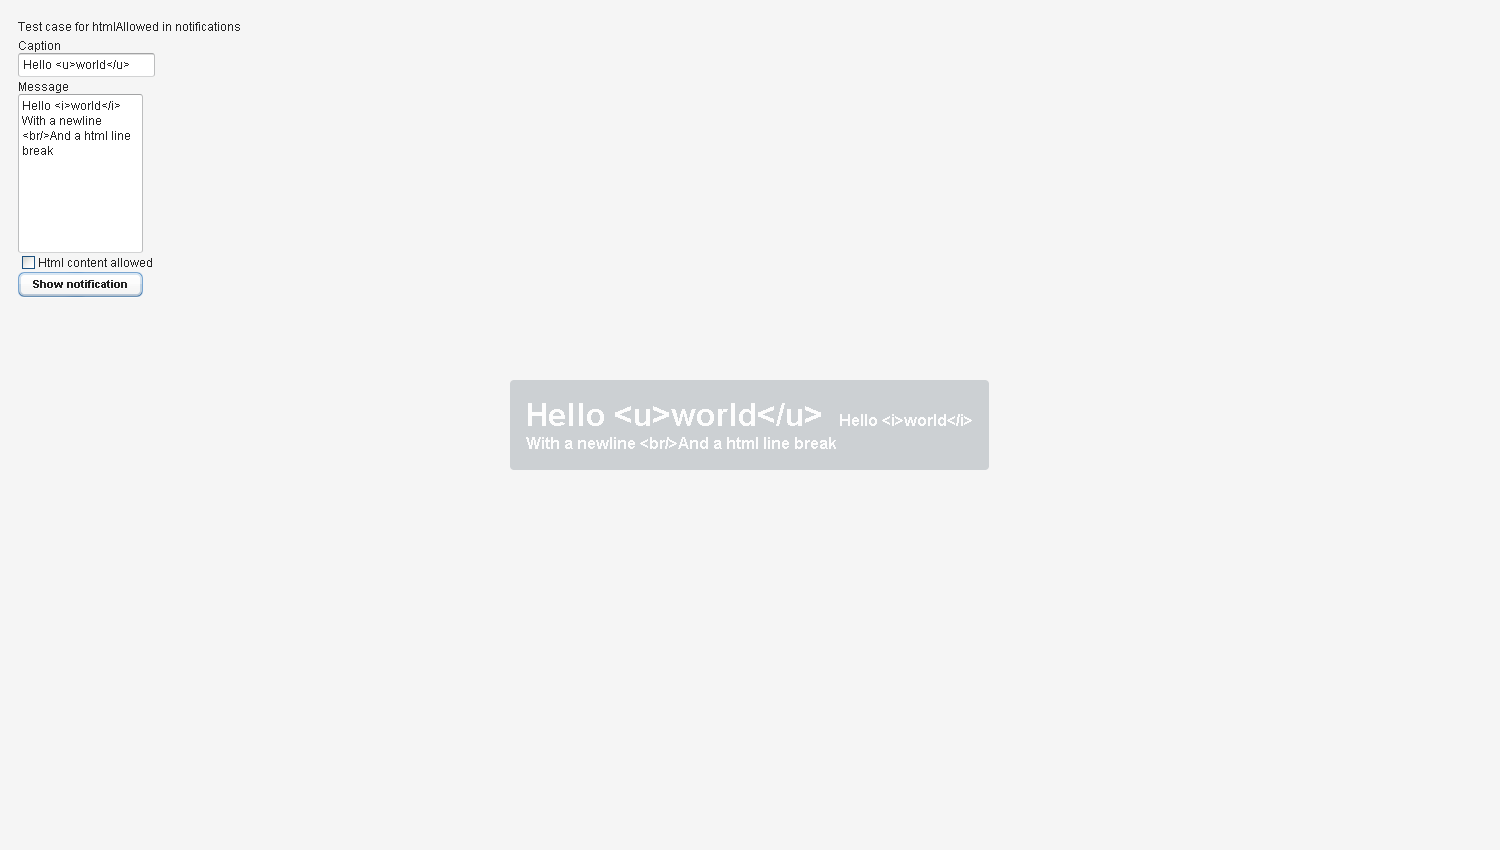 Test case for htmlAllowed in notifications
Caption
Hello <u>world</u>
Message
Hello <i>world</i>
With a newline
<br/>And a html line
break
Html content allowed
Show notification
Hello <u>world</u> Hello <i>world</i>
With a newline <br/>And a html line break